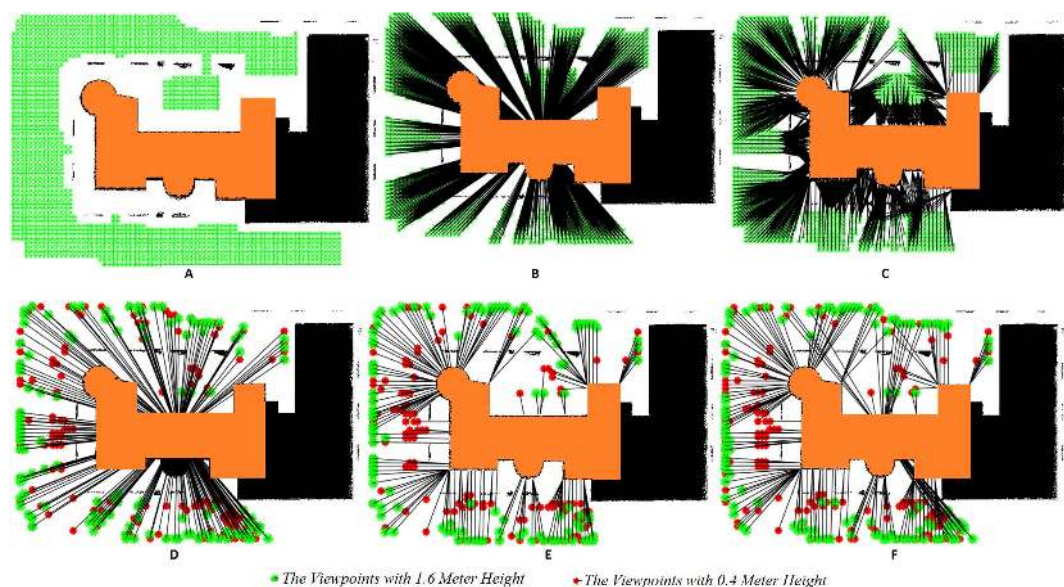 A
B
C
D
E
F
The Viewpoints with 1.6 Meter Height
The Viewpoints with 0.4 Meter Height